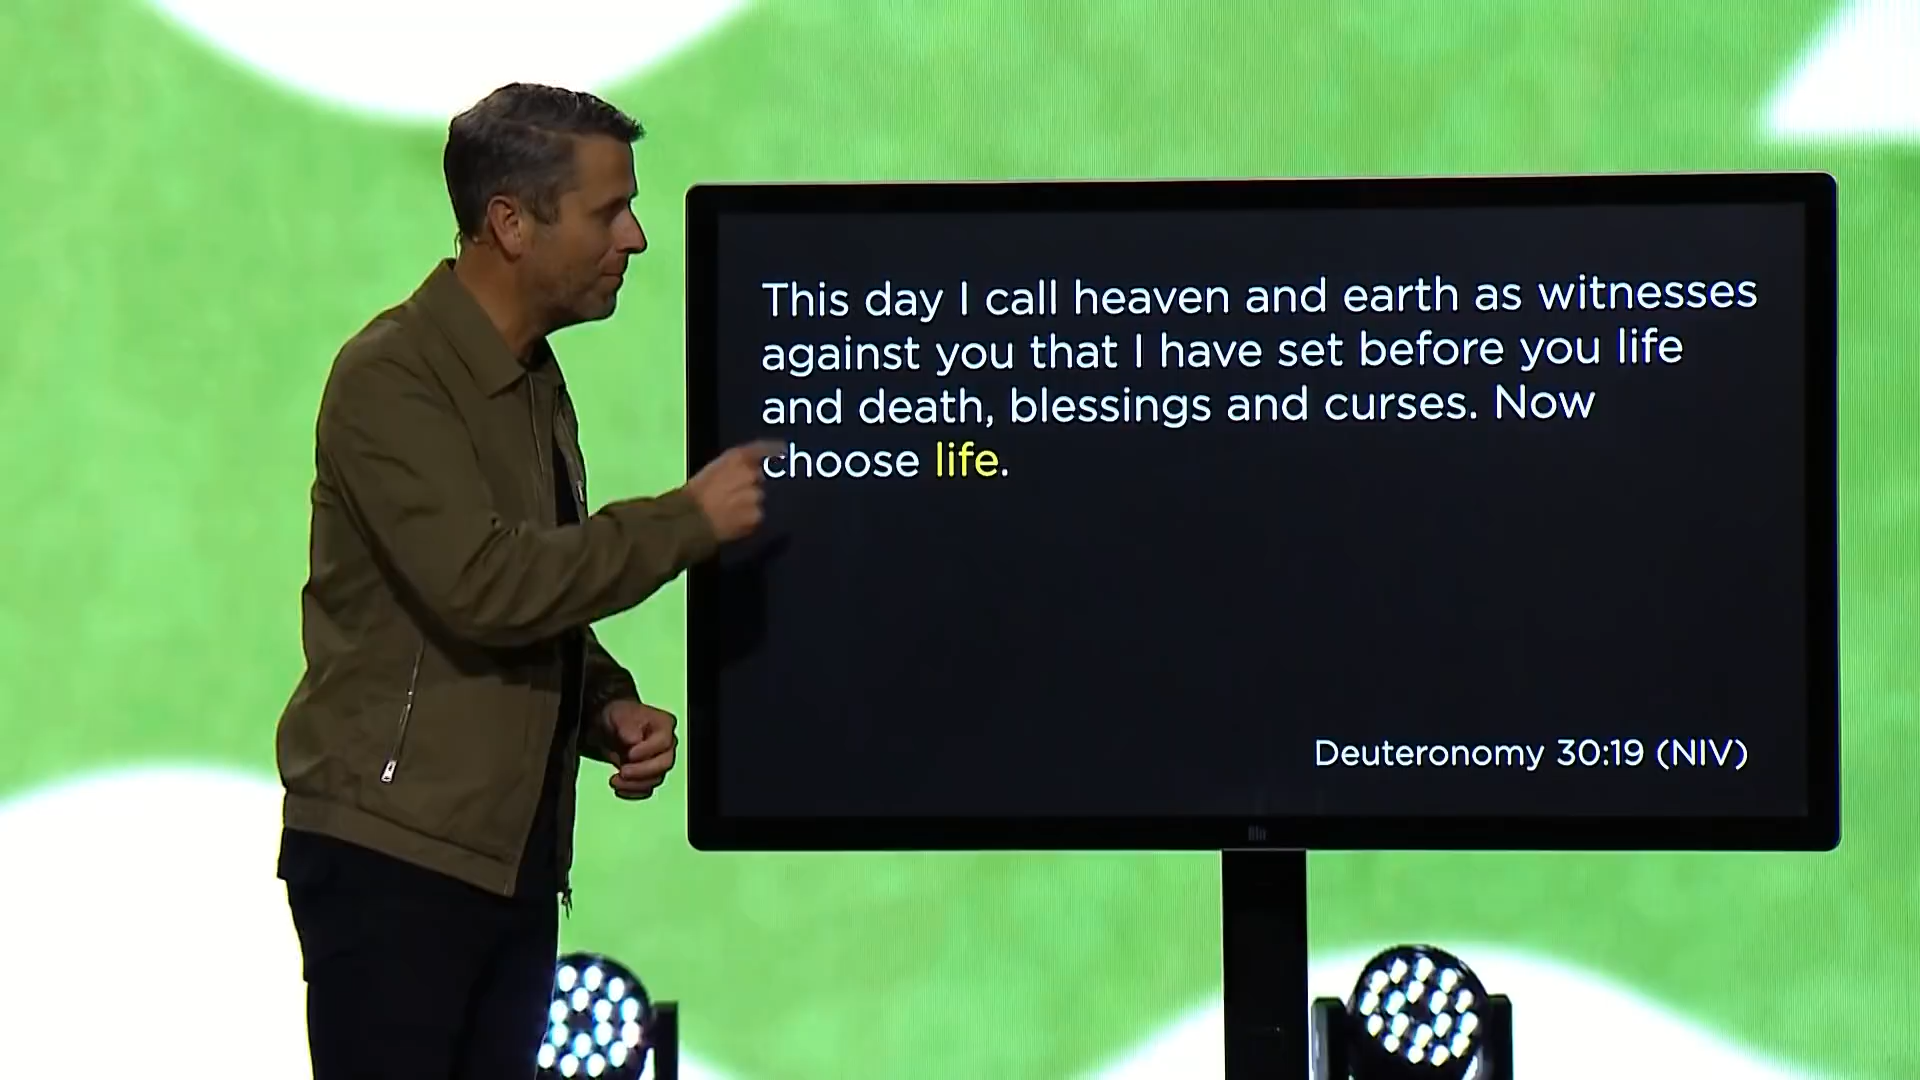 This day I call heaven and earth as witnesses
against you that I have set before you life
and death, blessings and curses. Now
choose life.
Deuteronomy 30:19 (NIV)
elo